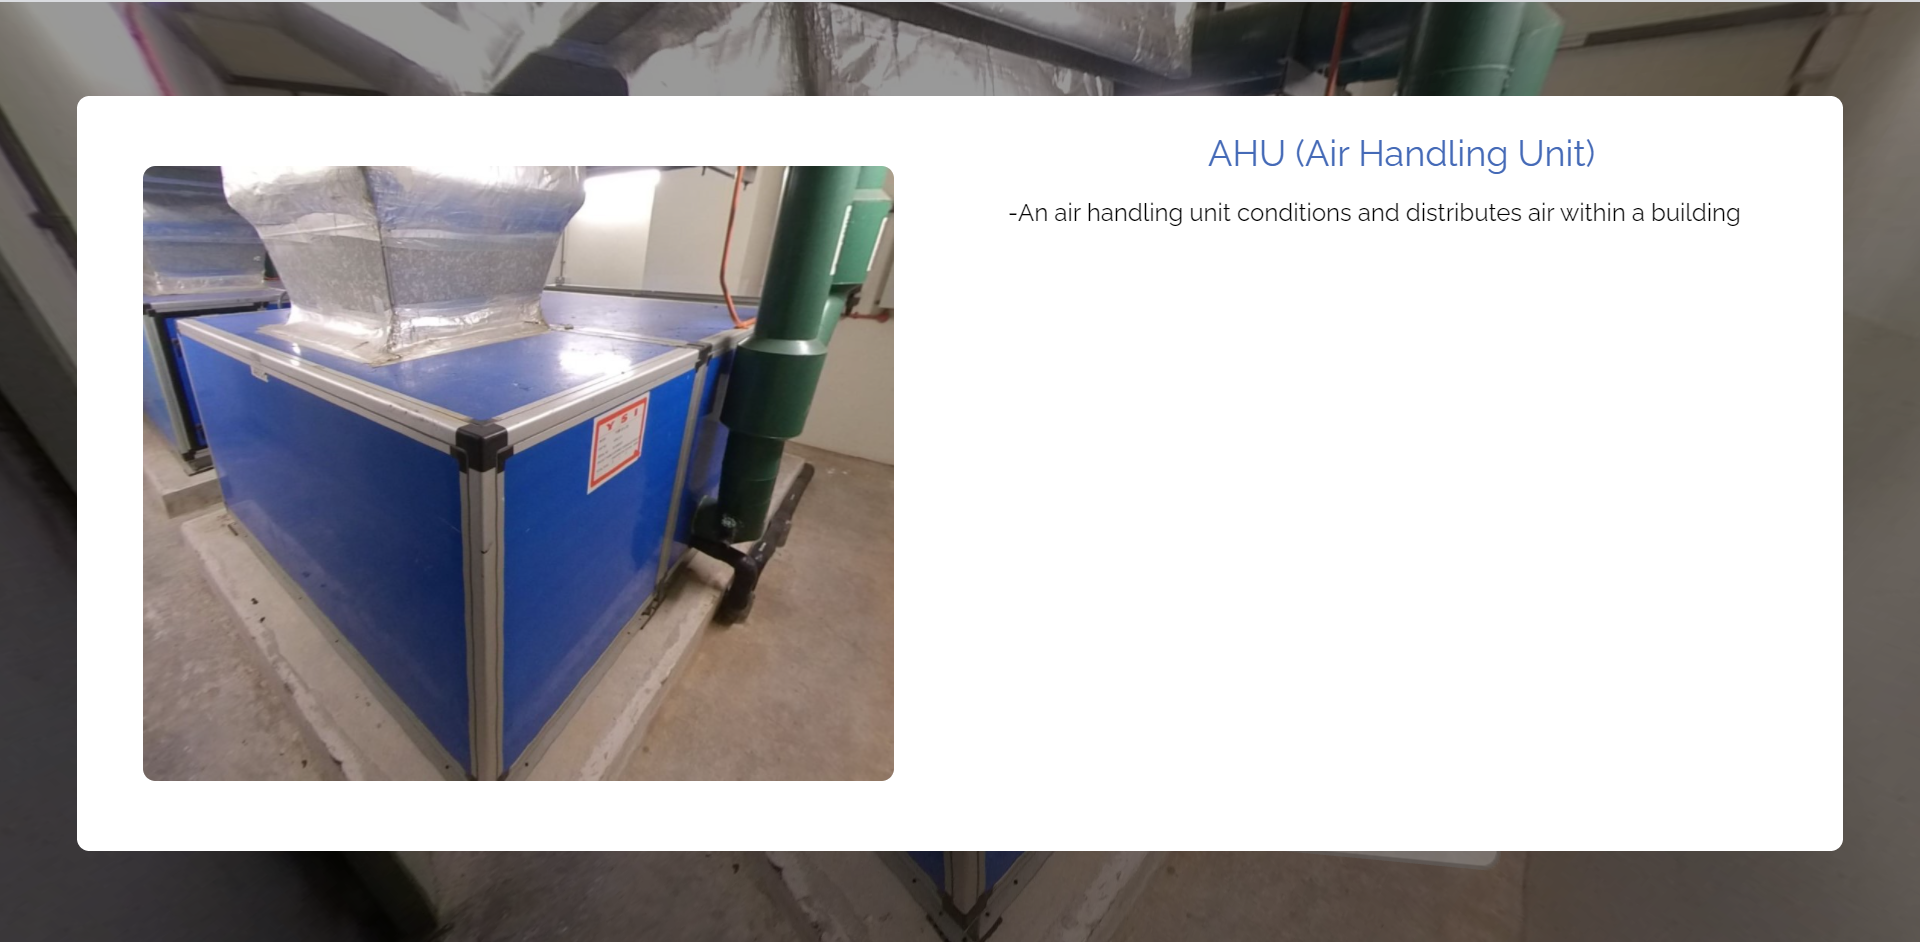 AHU (Air Handling Unit)
-An air handling unit conditions and distributes air within a building
Y S I